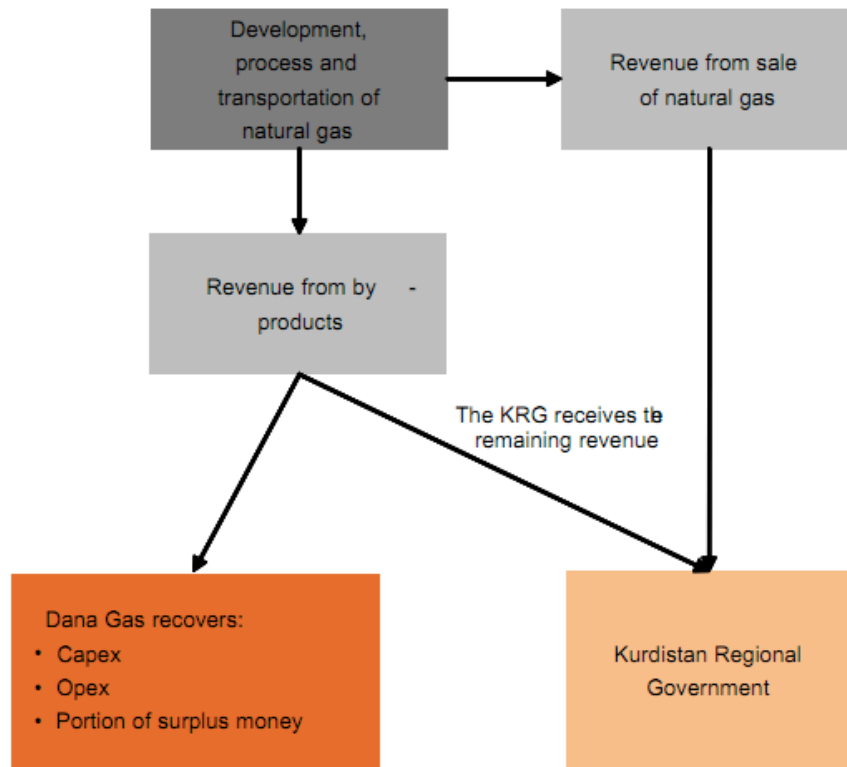 Development,
process and
transportation of
natural gas
Revenue from sale
of natural gas
Revenue from by -
products
The KRG receives the
remaining revenue
Dana Gas recovers:
• Capex
• Opex
• Portion of surplus money
Kurdistan Regional
Government